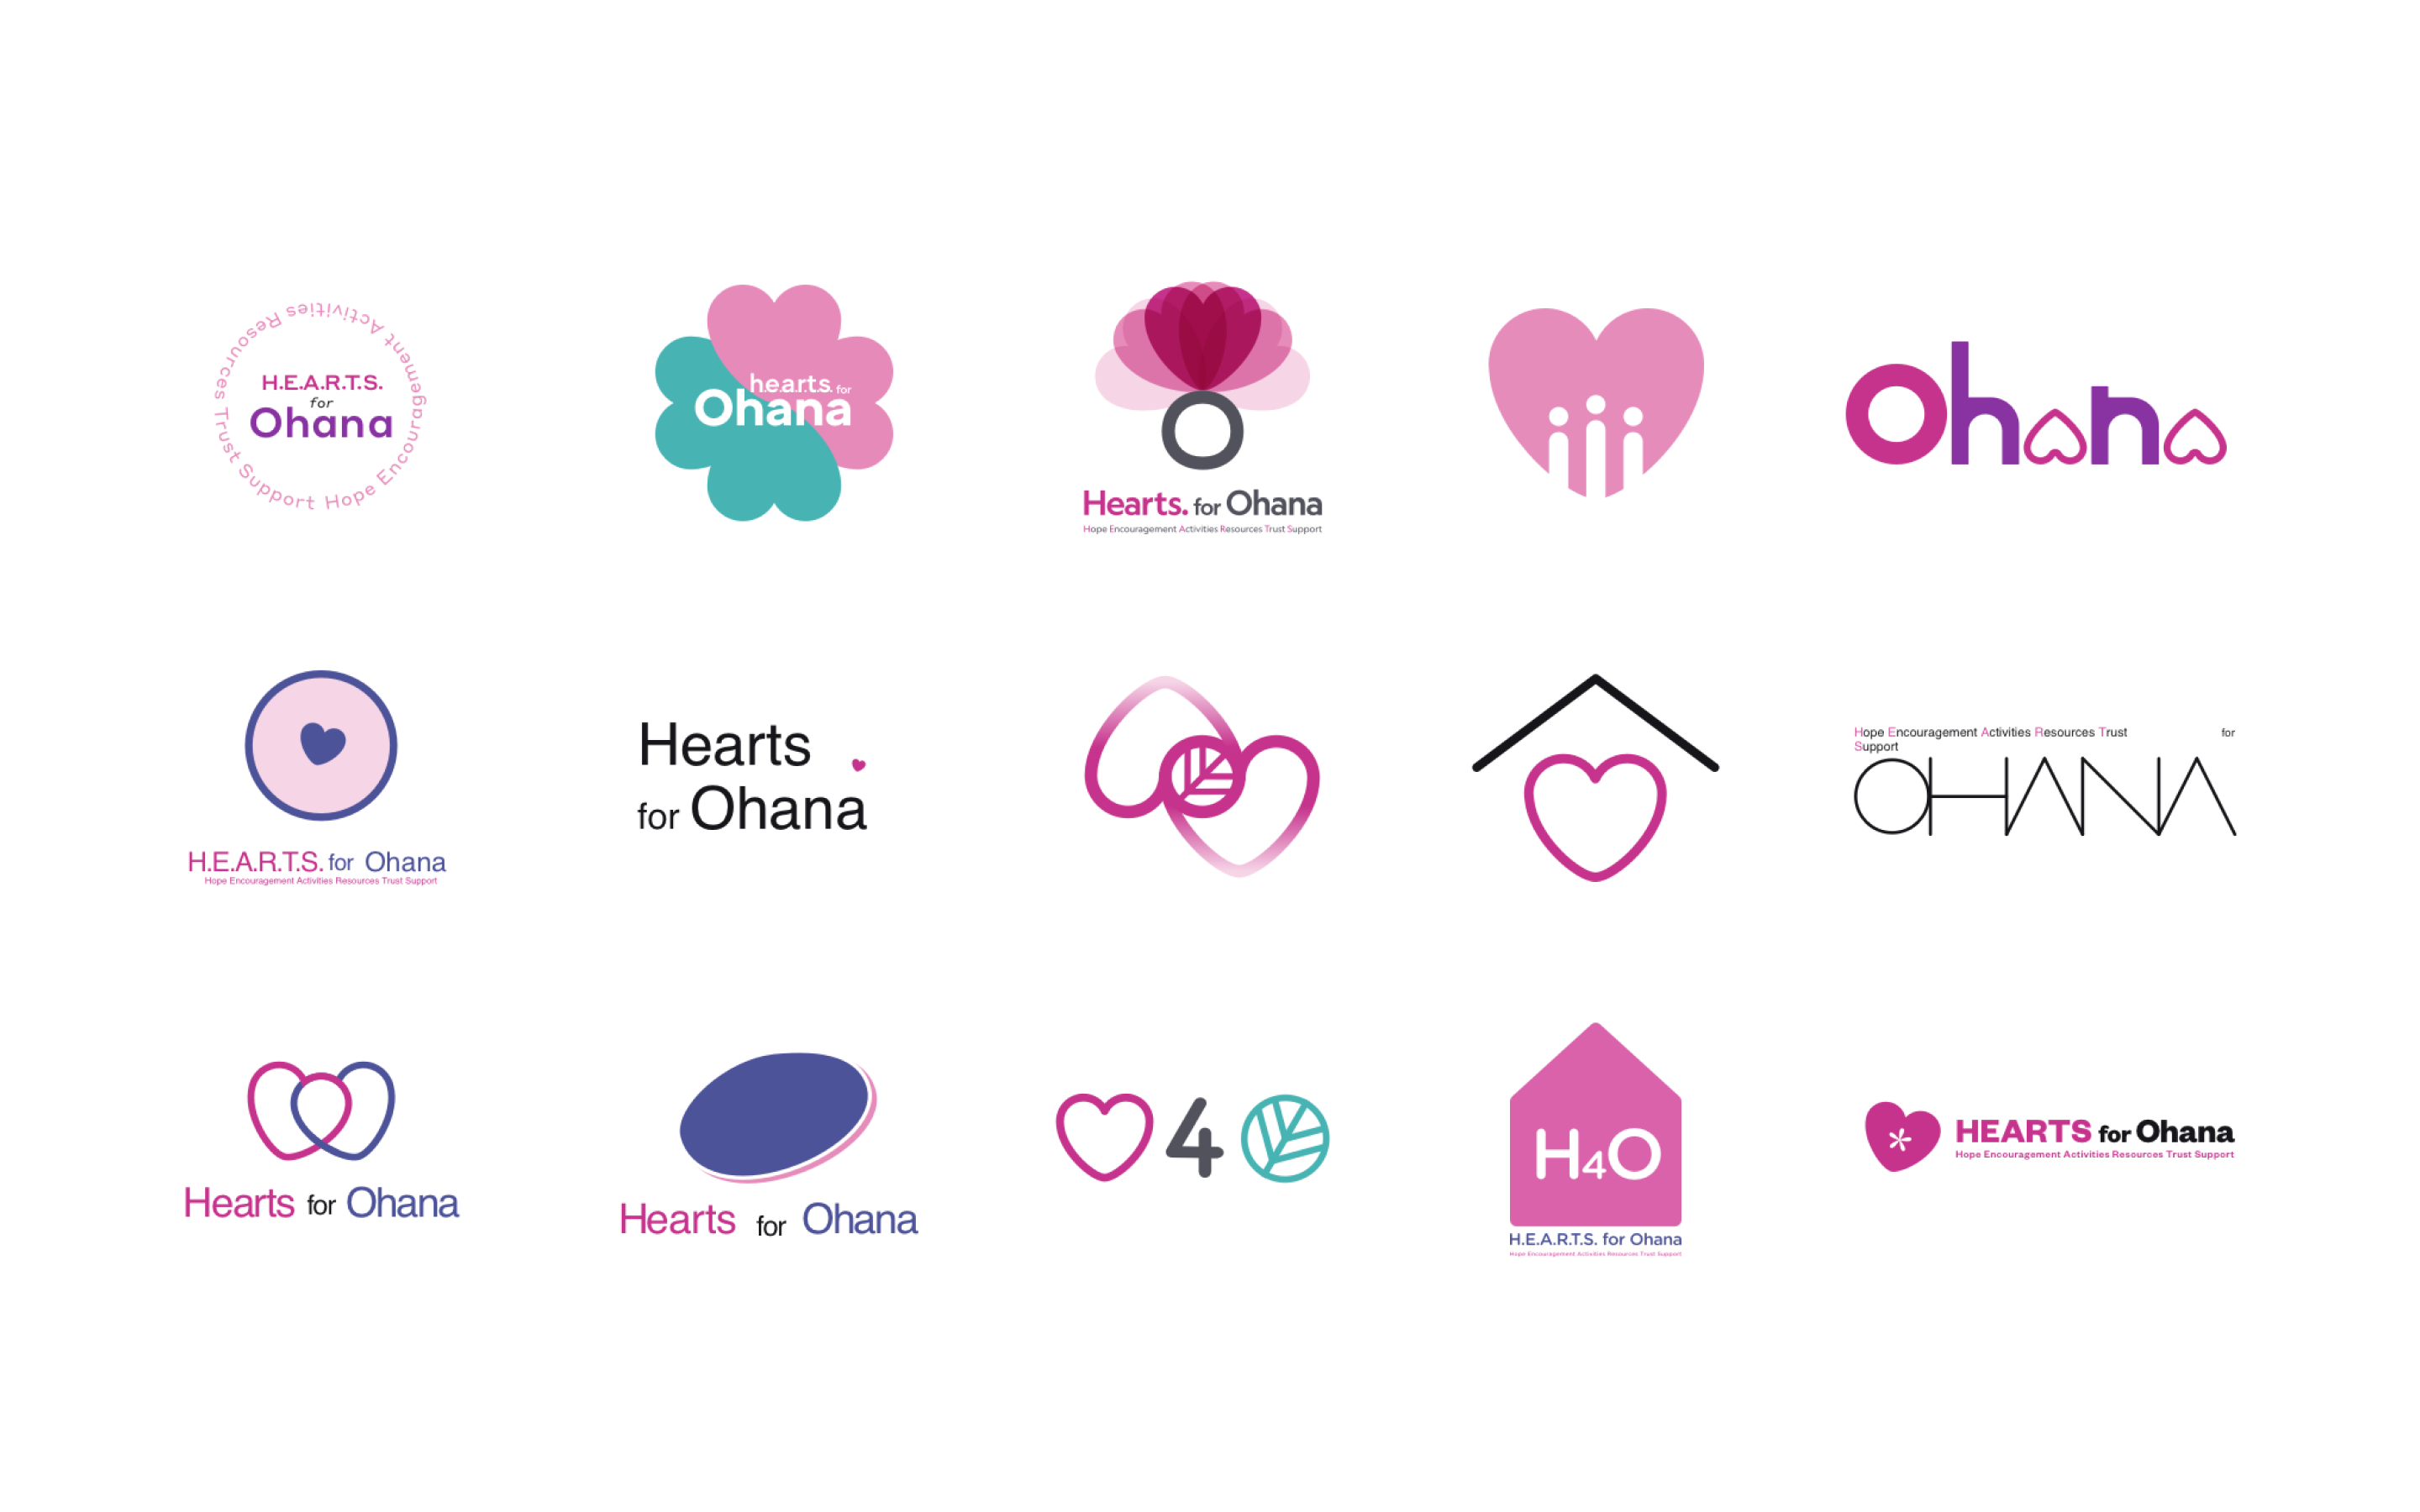 Hope Encouragement Activities Resources Trust Support
H.E.A.R.T.S.
for
Ohana
h.e.a.r.t.s. for
Ohana
O
Hearts. for Ohana
Hope Encouragement Activities Resources Trust Support
Ohana
H.E.A.R.T.S. for Ohana
Hope Encouragement Activities Resources Trust Support
Hearts
for Ohana
Hope Encouragement Activities Resources Trust for
Support
OHANA
Hearts for Ohana
Hearts for Ohana
4
H4O
H.E.A.R.T.S. for Ohana
Hope Encouragement Activities Resources Trust Support
HEARTS for Ohana
Hope Encouragement Activities Resources Trust Support